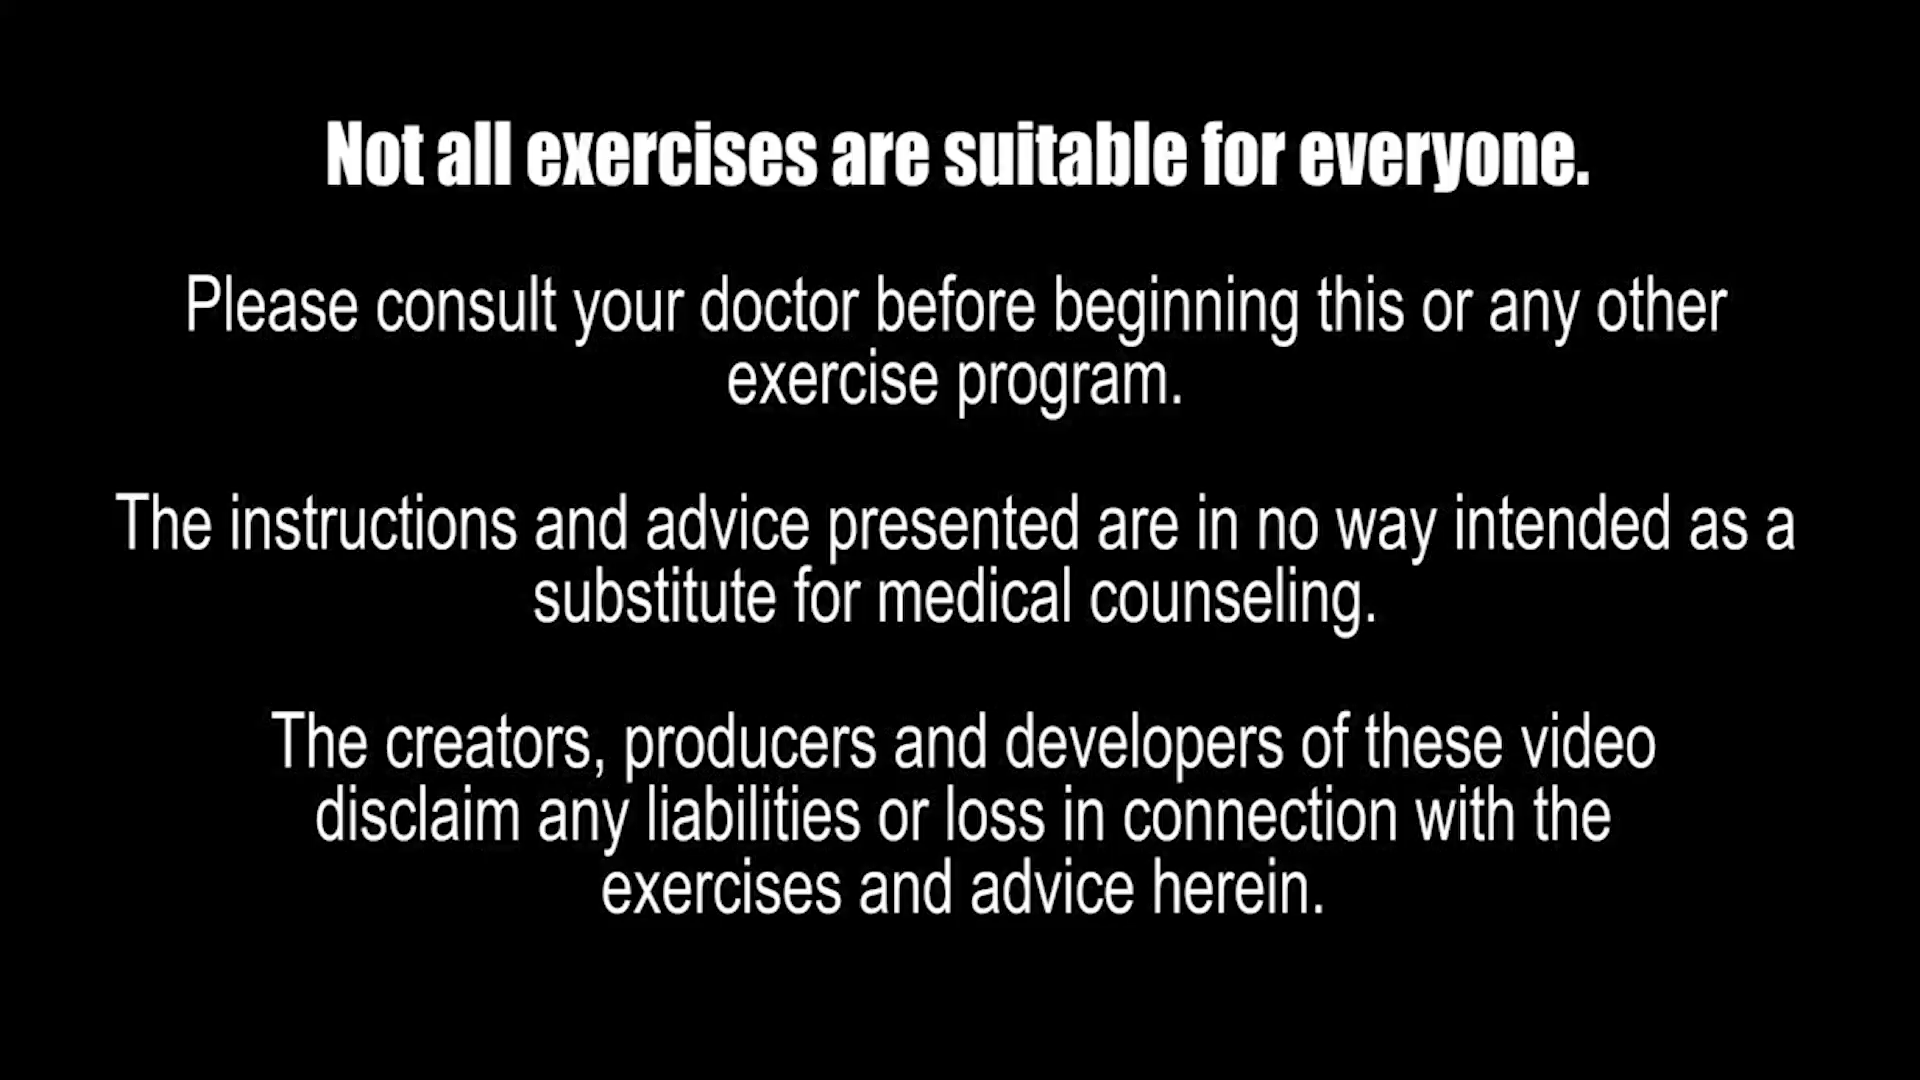 Not all exercises are suitable for everyone.
Please consult your doctor before beginning this or any other
exercise program.
The instructions and advice presented are in no way intended as a
substitute for medical counseling.
The creators, producers and developers of these video
disclaim any liabilities or loss in connection with the
exercises and advice herein.